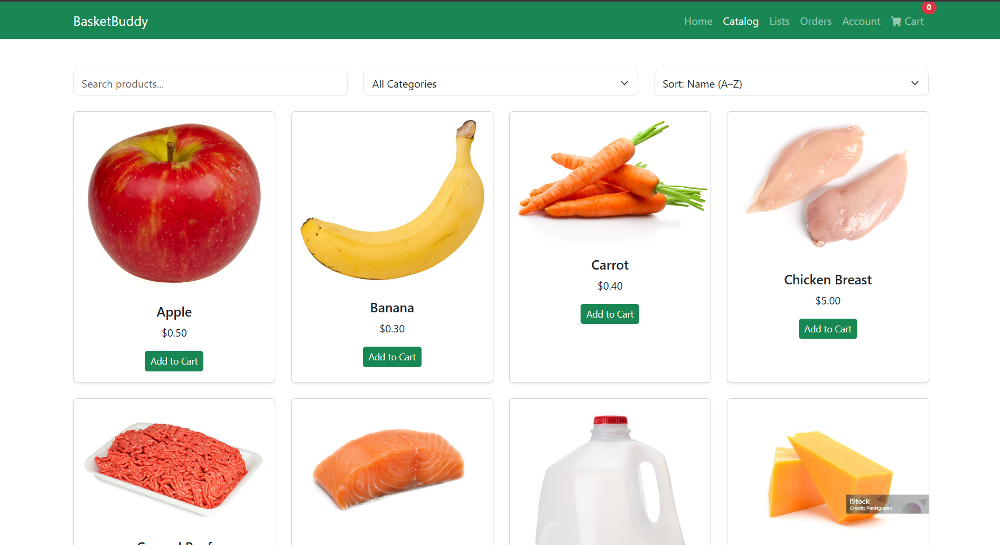 BasketBuddy
Home Catalog Lists Orders Account Cart 0
Search products...
All Categories
Sort: Name (A–Z)
Apple
$0.50
Add to Cart
Banana
$0.30
Add to Cart
Carrot
$0.40
Add to Cart
Chicken Breast
$5.00
Add to Cart
iStock
Credit: PanNguyen